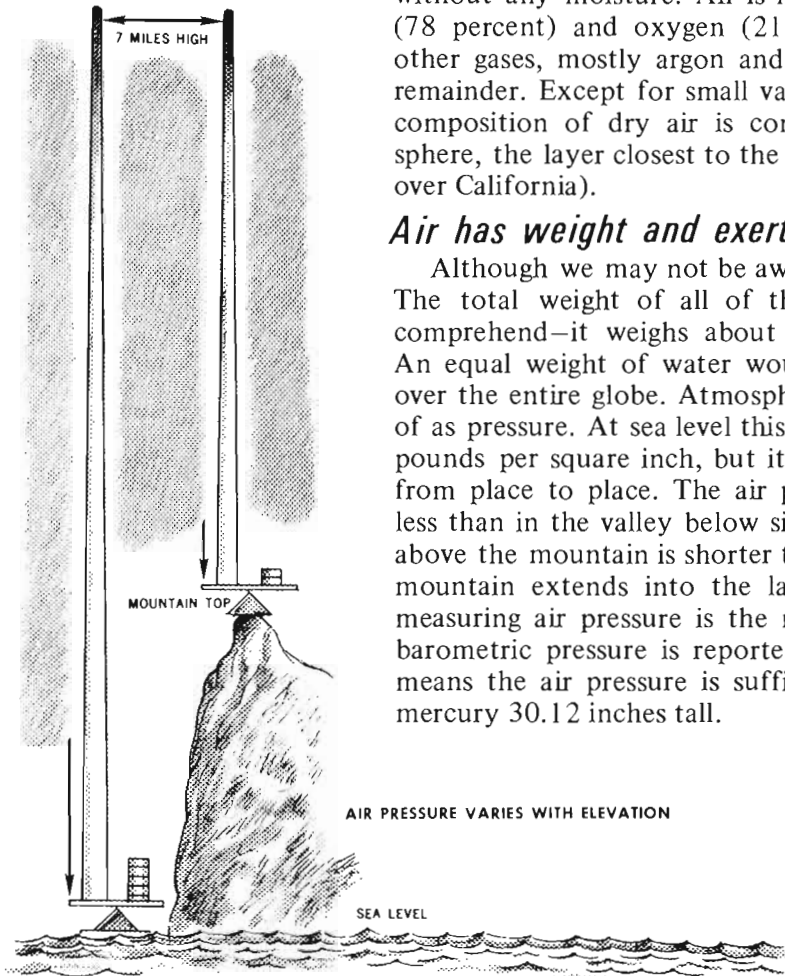 7 MILES HIGH
MOUNTAIN TOP
AIR PRESSURE VARIES WITH ELEVATION
SEA LEVEL
(78 percent) and oxygen (21
other gases, mostly argon and
remainder. Except for small va
composition of dry air is con
sphere, the layer closest to the
over California).
Air has weight and exert
Although we may not be aw
The total weight of all of th
comprehend—it weighs about
An equal weight of water wou
over the entire globe. Atmosph
of as pressure. At sea level this
pounds per square inch, but it
from place to place. The air p
less than in the valley below si
above the mountain is shorter t
mountain extends into the la
measuring air pressure is the
barometric pressure is reporte
means the air pressure is suffi
mercury 30.12 inches tall.